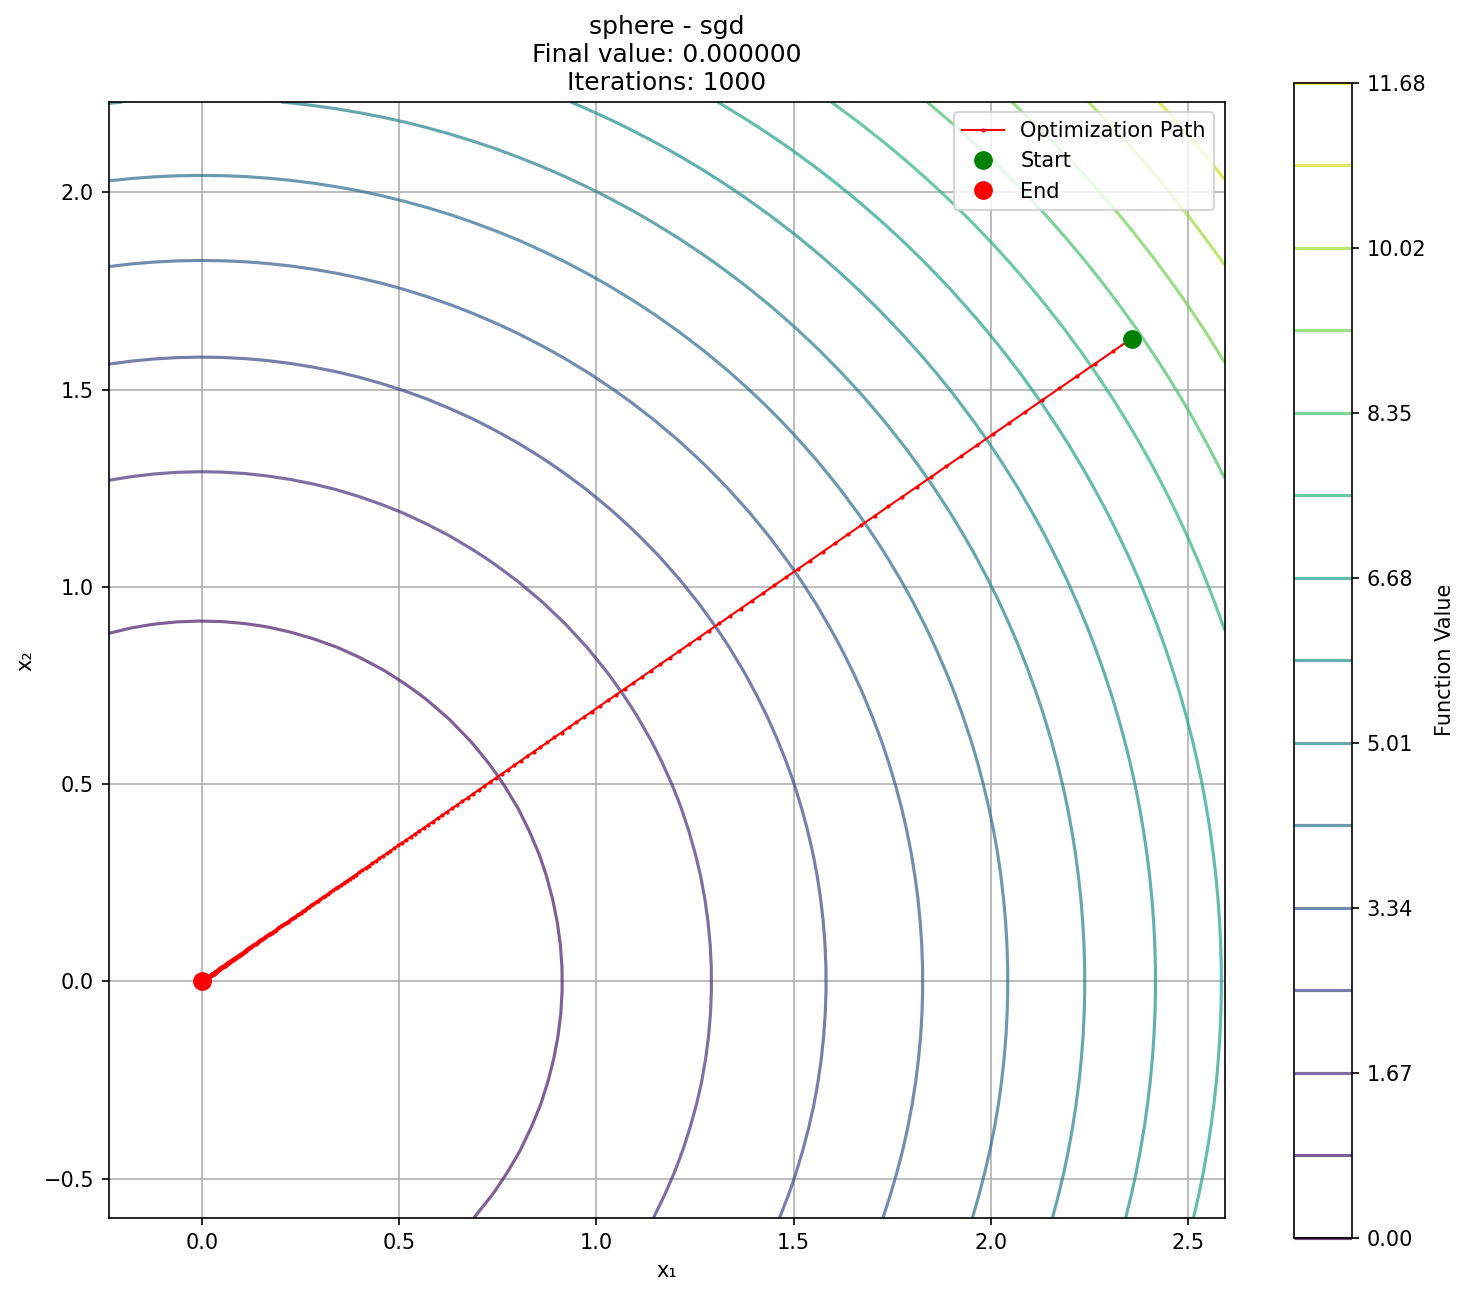 sphere - sgd
Final value: 0.000000
Iterations: 1000
Optimization Path
Start
End
2.0
1.5
1.0
0.5
0.0
−0.5
0.0
0.5
1.0
1.5
2.0
2.5
x₁
x₂
11.68
10.02
8.35
6.68
5.01
3.34
1.67
0.00
Function Value